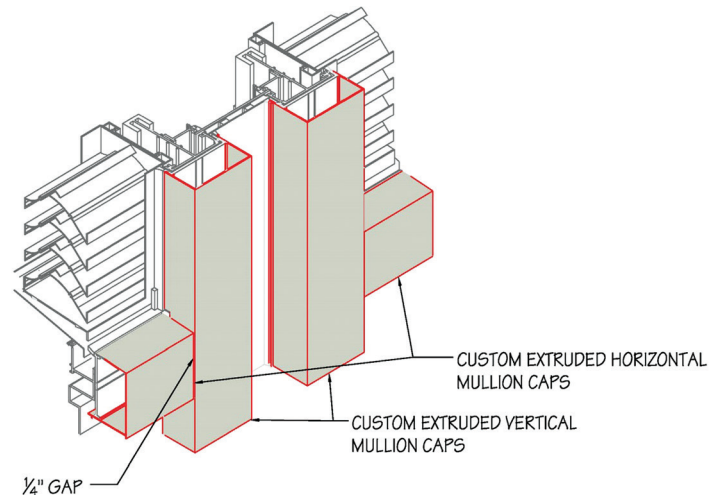 CUSTOM EXTRUDED HORIZONTAL
MULLION CAPS
CUSTOM EXTRUDED VERTICAL
MULLION CAPS
¼" GAP